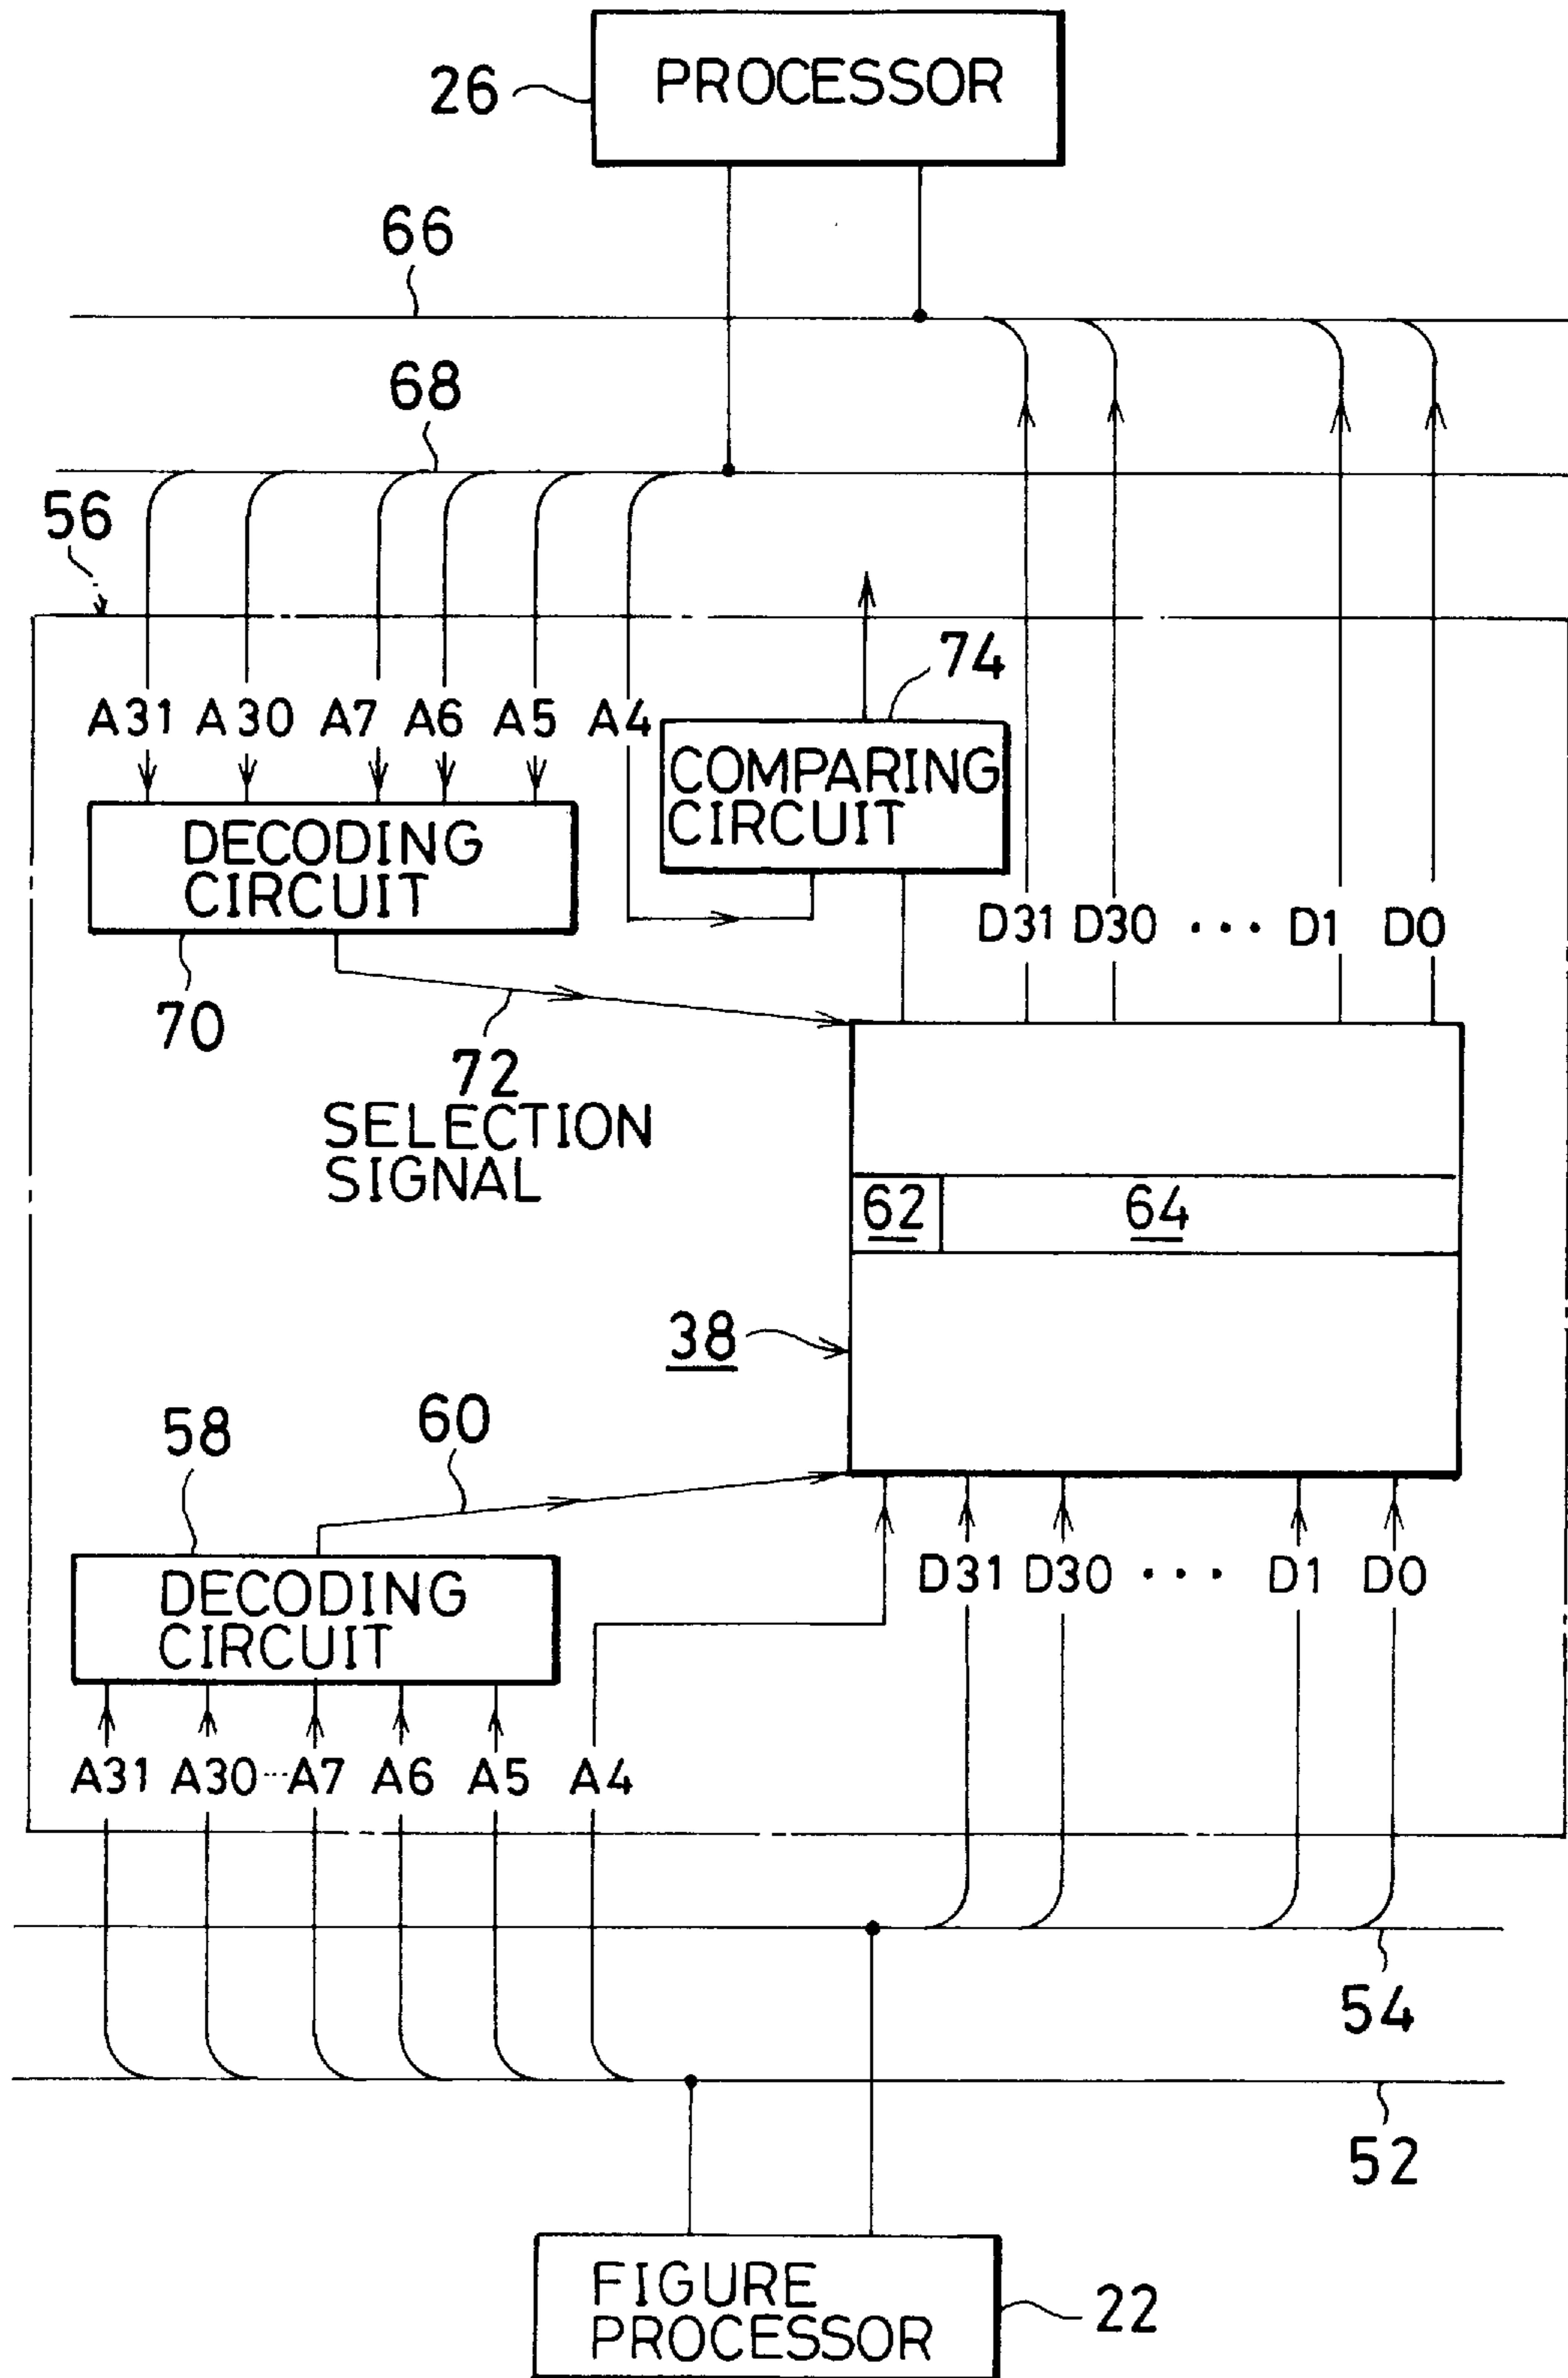 PROCESSOR
26
66
68
56
74
A31 A30 A7 A6 A5 A4
COMPARING
CIRCUIT
DECODING
CIRCUIT
D31 D30 ··· D1 D0
70
72
SELECTION
SIGNAL
62
64
38
60
58
D31 D30 ··· D1 D0
DECODING
CIRCUIT
A31 A30 ··· A7 A6 A5 A4
54
52
FIGURE
PROCESSOR
22